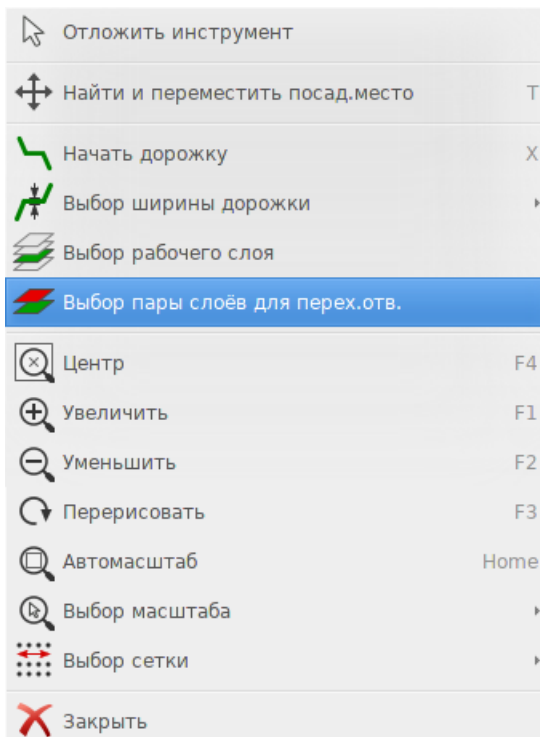 Отложить инструмент
Найти и переместить посад.место T
Начать дорожку X
Выбор ширины дорожки
Выбор рабочего слоя
Выбор пары слоёв для перех.отв.
Центр F4
Увеличить F1
Уменьшить F2
Перерисовать F3
Автомасштаб Home
Выбор масштаба
Выбор сетки
Закрыть